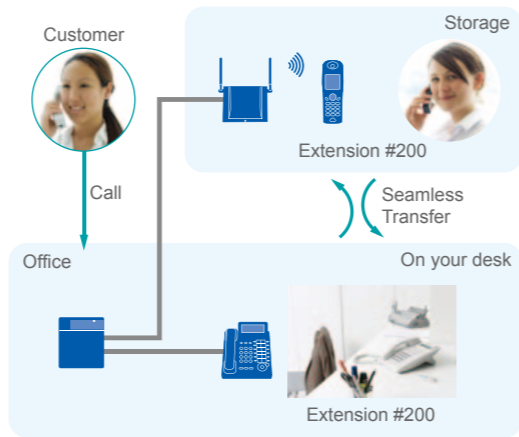 Customer
Storage
Extension #200
Call
Seamless
Transfer
Office
On your desk
Extension #200